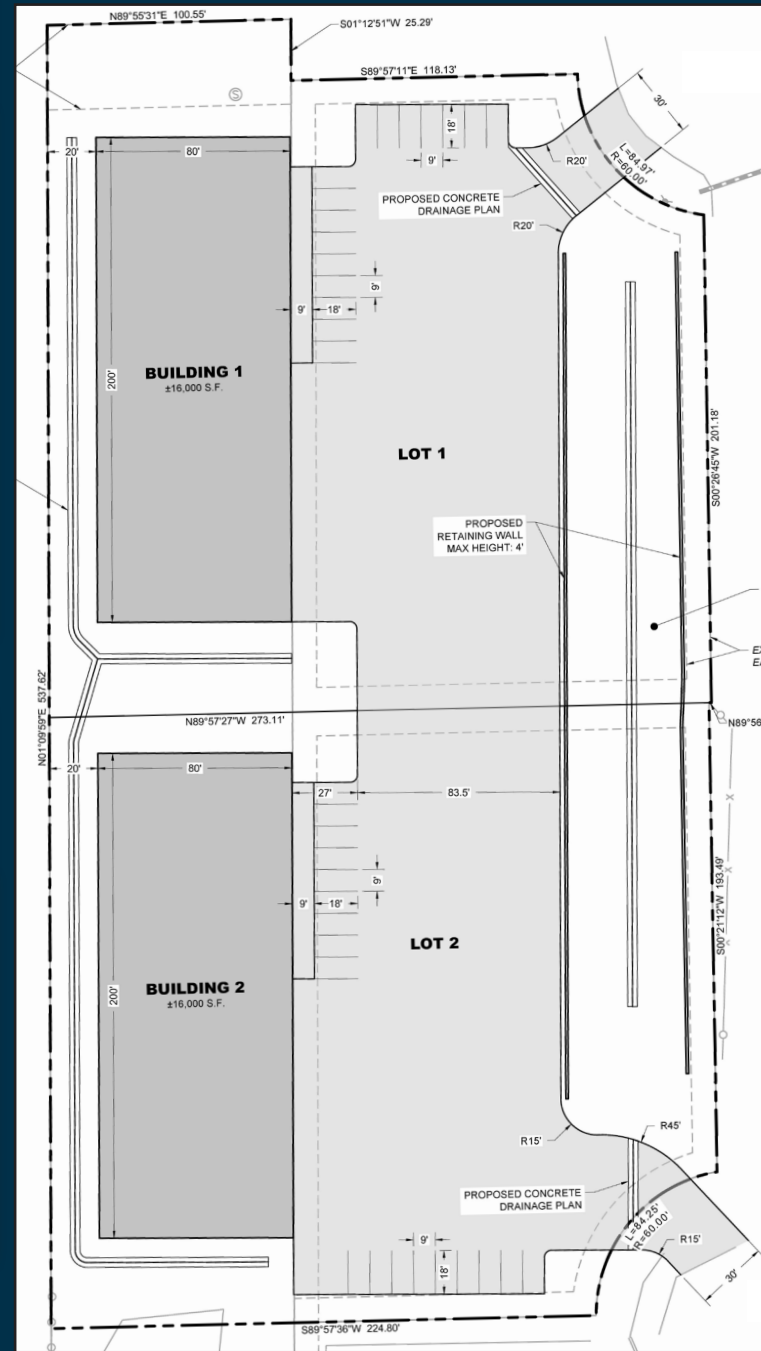 N89°55'31"E 100.55'
S01°12'51"W 25.29'
S89°57'11"E 118.13'
30'
S
18'
20'
80'
9'
R20'
L=84.97'
R=60.00'
PROPOSED CONCRETE
DRAINAGE PLAN
R20'
9'
9'
18'
BUILDING 1
±16,000 S.F.
200'
LOT 1
S00°26'45"W 201.18'
PROPOSED
RETAINING WALL
MAX HEIGHT: 4'
N01°09'59"E 537.62'
N89°57'27"W 273.11'
N89°56
20'
80'
27'
83.5'
9'
9'
18'
S00°21'12"W 193.49'
LOT 2
BUILDING 2
±16,000 S.F.
200'
X
X
R15'
R45'
PROPOSED CONCRETE
DRAINAGE PLAN
L=84.25'
R=60.00'
R15'
9'
18'
30'
S89°57'36"W 224.80'